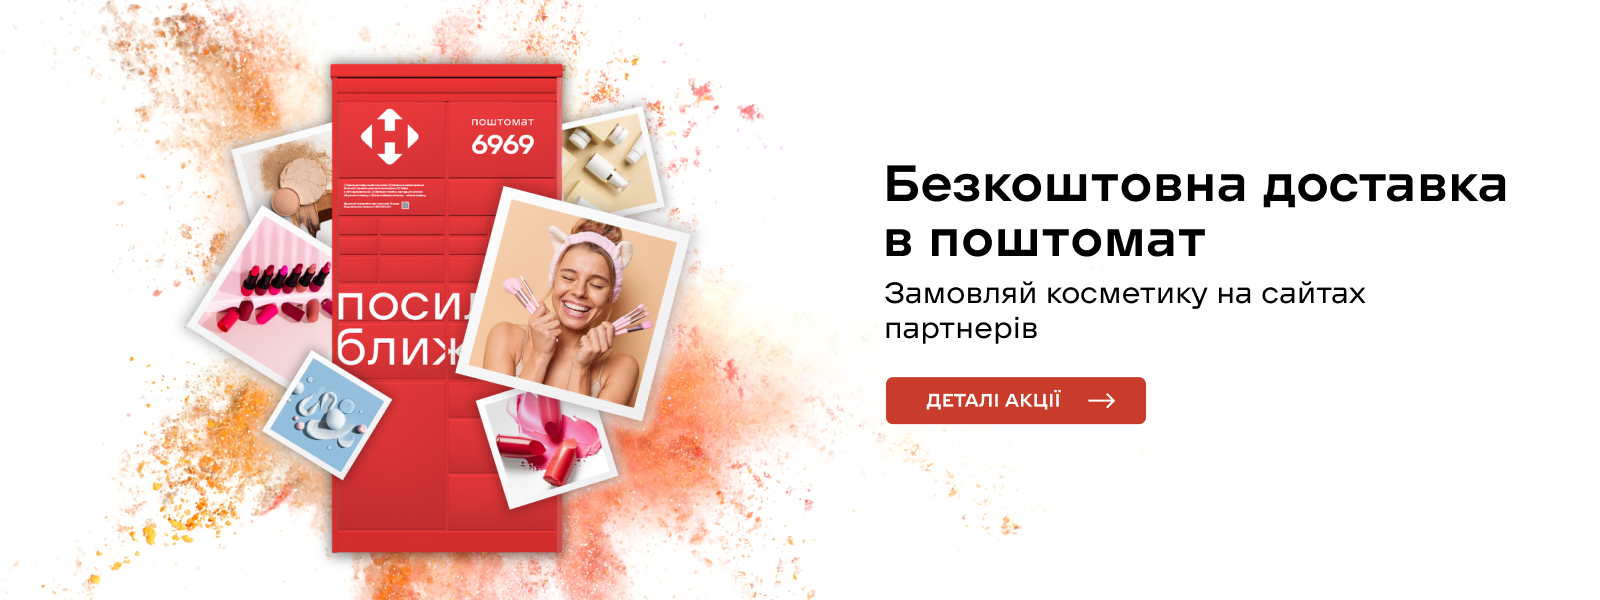 поштомат
6969
Безкоштовна доставка
в поштомат
Замовляй косметику на сайтах
партнерів
ДЕТАЛІ АКЦІЇ